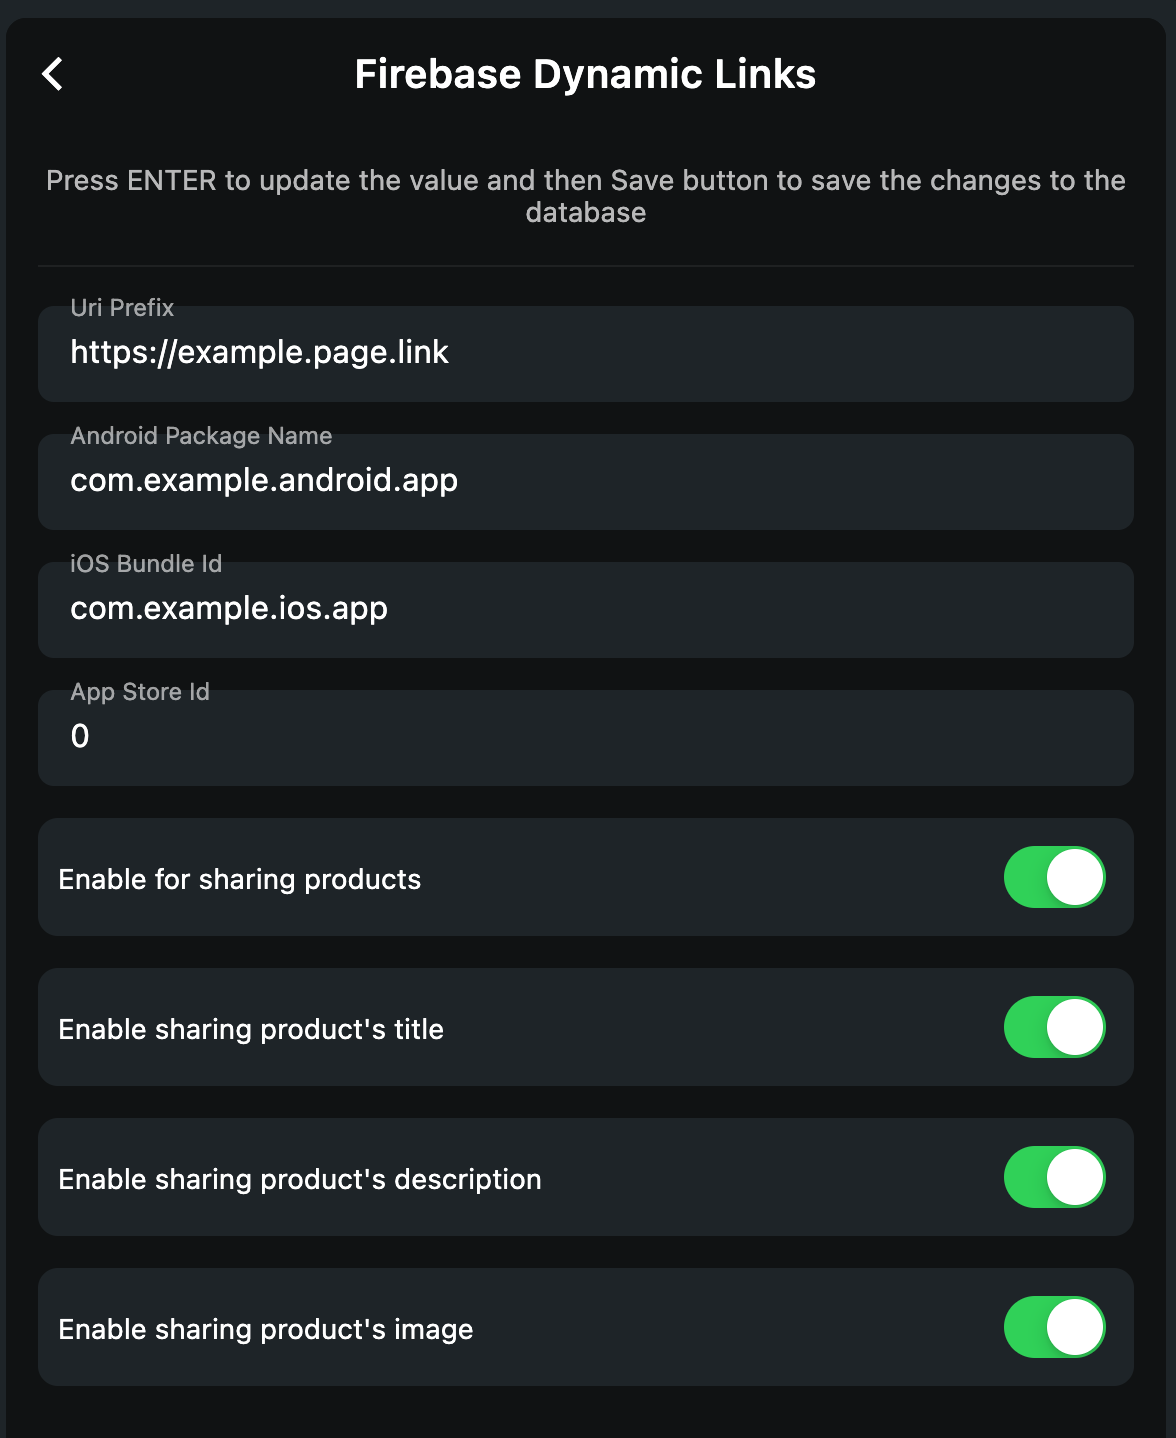 Firebase Dynamic Links
Press ENTER to update the value and then Save button to save the changes to the
database
Uri Prefix
https://example.page.link
Android Package Name
com.example.android.app
iOS Bundle Id
com.example.ios.app
App Store Id
0
Enable for sharing products
Enable sharing product's title
Enable sharing product's description
Enable sharing product's image